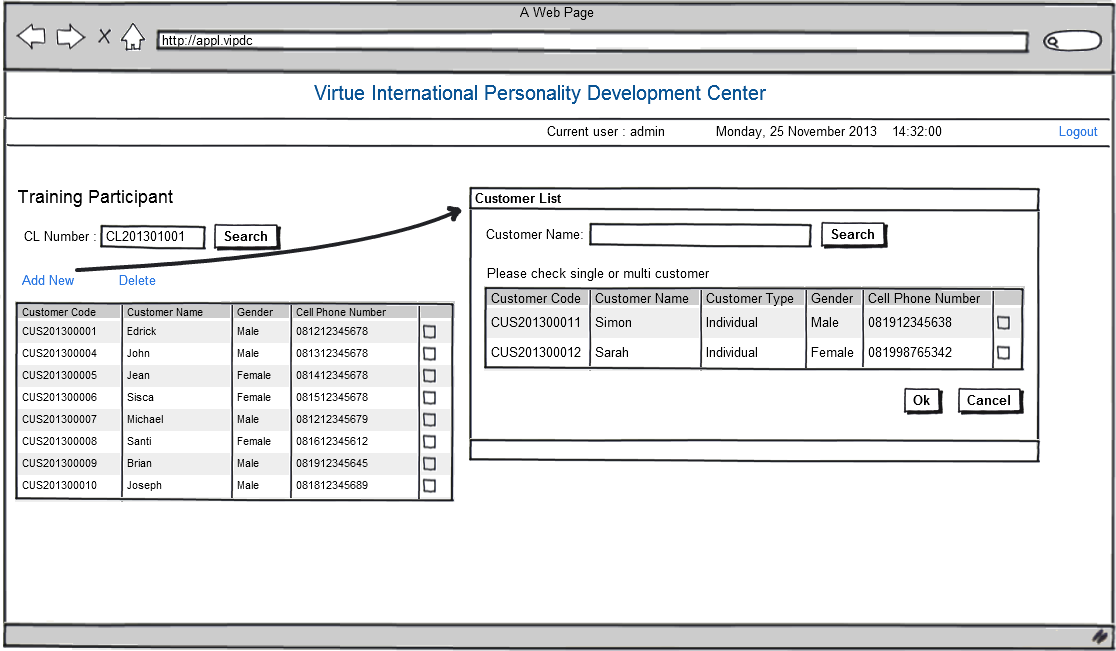 A Web Page
http://appl.vipdc
Virtue International Personality Development Center
Current user : admin Monday, 25 November 2013 14:32:00 Logout
Training Participant
CL Number : CL201301001 Search
Add New Delete
Customer Code Customer Name Gender Cell Phone Number
CUS201300001 Edrick Male 081212345678
CUS201300004 John Male 081312345678
CUS201300005 Jean Female 081412345678
CUS201300006 Sisca Female 081512345678
CUS201300007 Michael Male 081212345679
CUS201300008 Santi Female 081612345612
CUS201300009 Brian Male 081912345645
CUS201300010 Joseph Male 081812345689
Customer List
Customer Name: Search
Please check single or multi customer
Customer Code Customer Name Customer Type Gender Cell Phone Number
CUS201300011 Simon Individual Male 081912345638
CUS201300012 Sarah Individual Female 081998765342
Ok Cancel